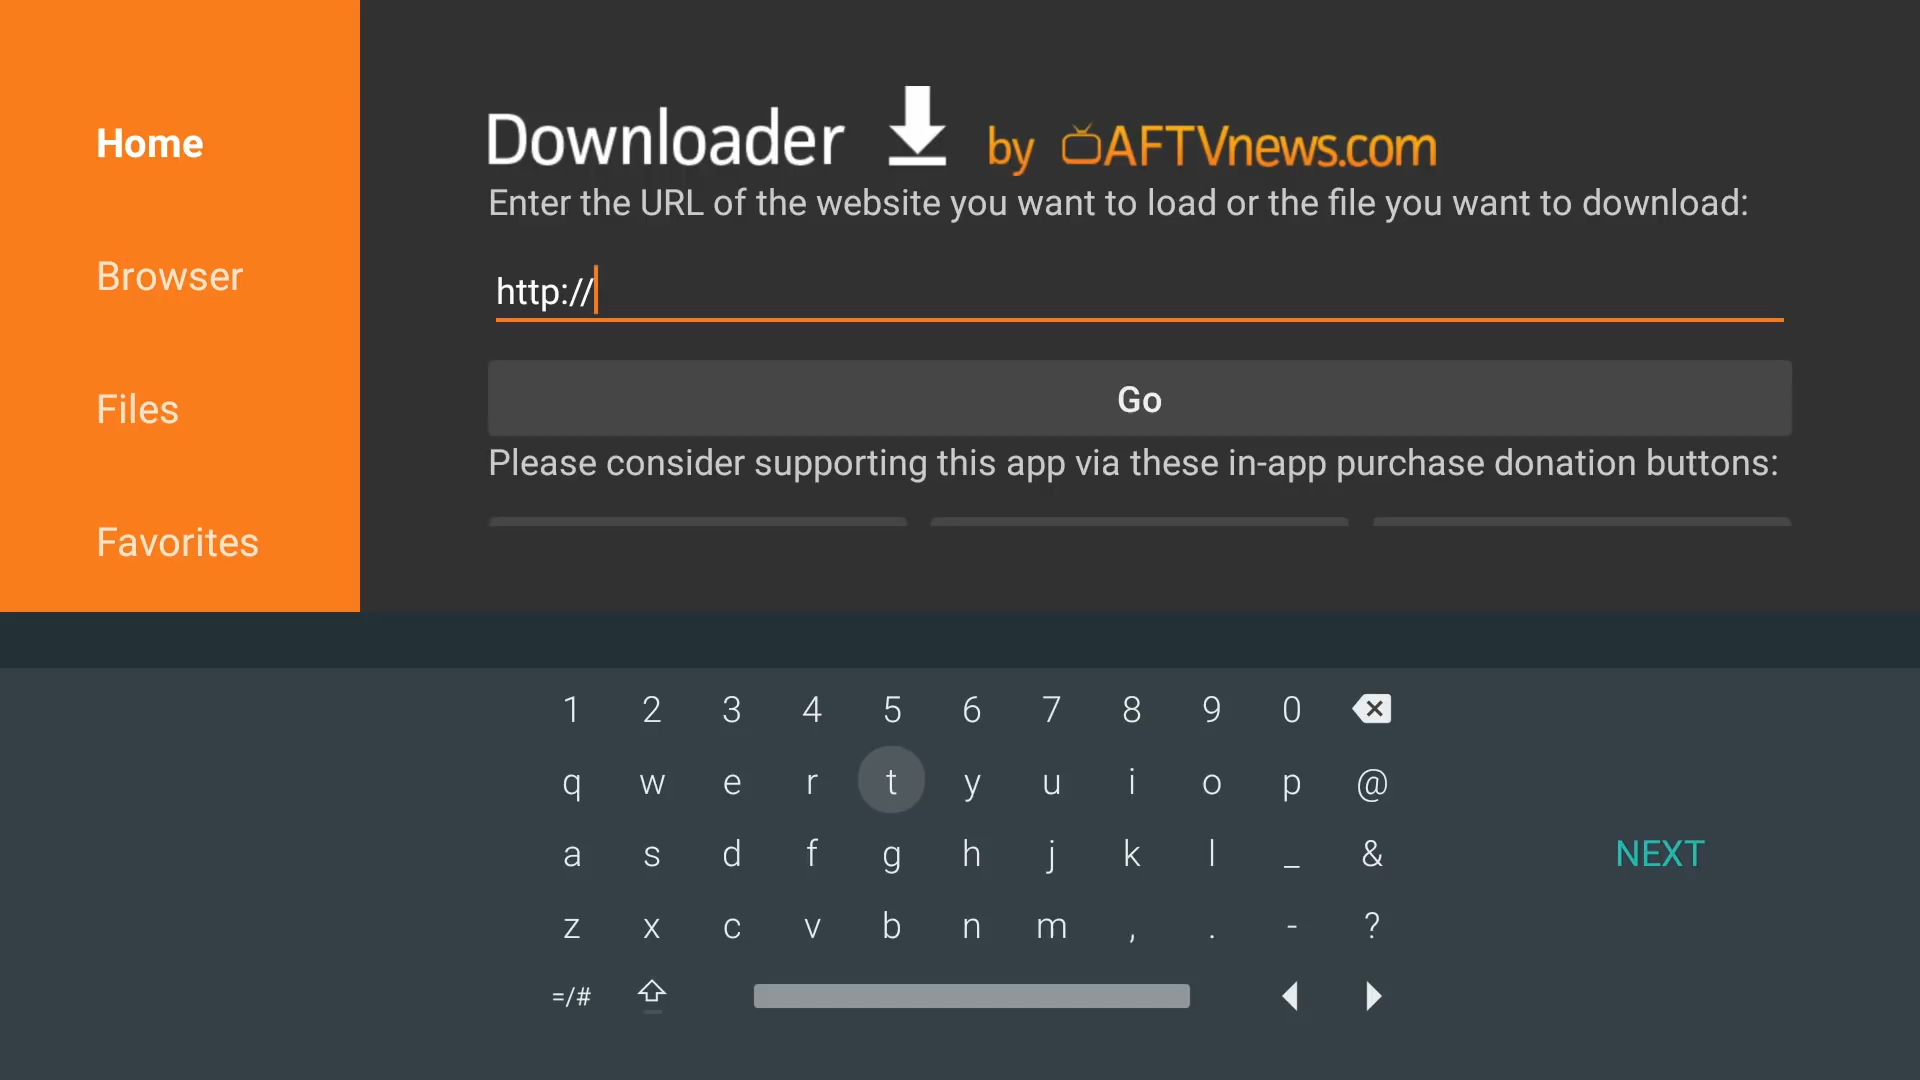 Home
Browser
Files
Favorites
Downloader by AFTVnews.com
Enter the URL of the website you want to load or the file you want to download:
http://
Go
Please consider supporting this app via these in-app purchase donation buttons:
1 2 3 4 5 6 7 8 9 0
q w e r t y u i o p @
a s d f g h j k l _ &
NEXT
z x c v b n m , . - ?
=/#